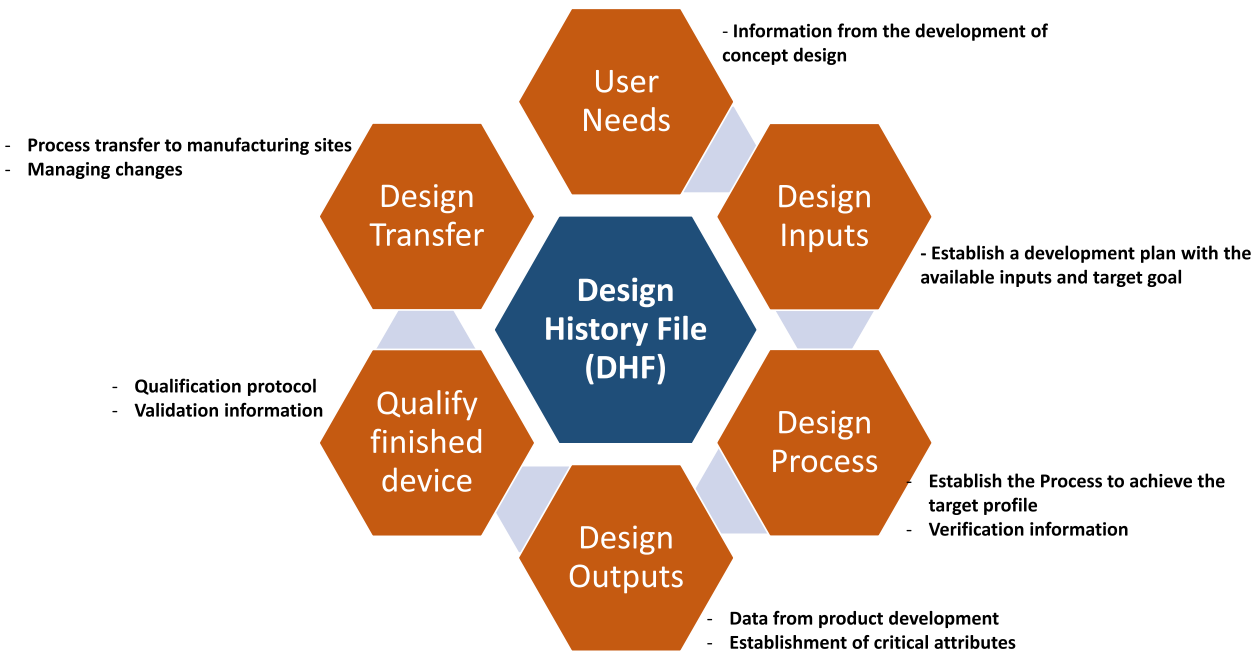 User
Needs
- Information from the development of
concept design
Design
Inputs
- Establish a development plan with the
available inputs and target goal
Design
Process
- Establish the Process to achieve the
target profile
- Verification information
Design
Outputs
- Data from product development
- Establishment of critical attributes
Qualify
finished
device
- Qualification protocol
- Validation information
Design
Transfer
- Process transfer to manufacturing sites
- Managing changes
Design
History File
(DHF)